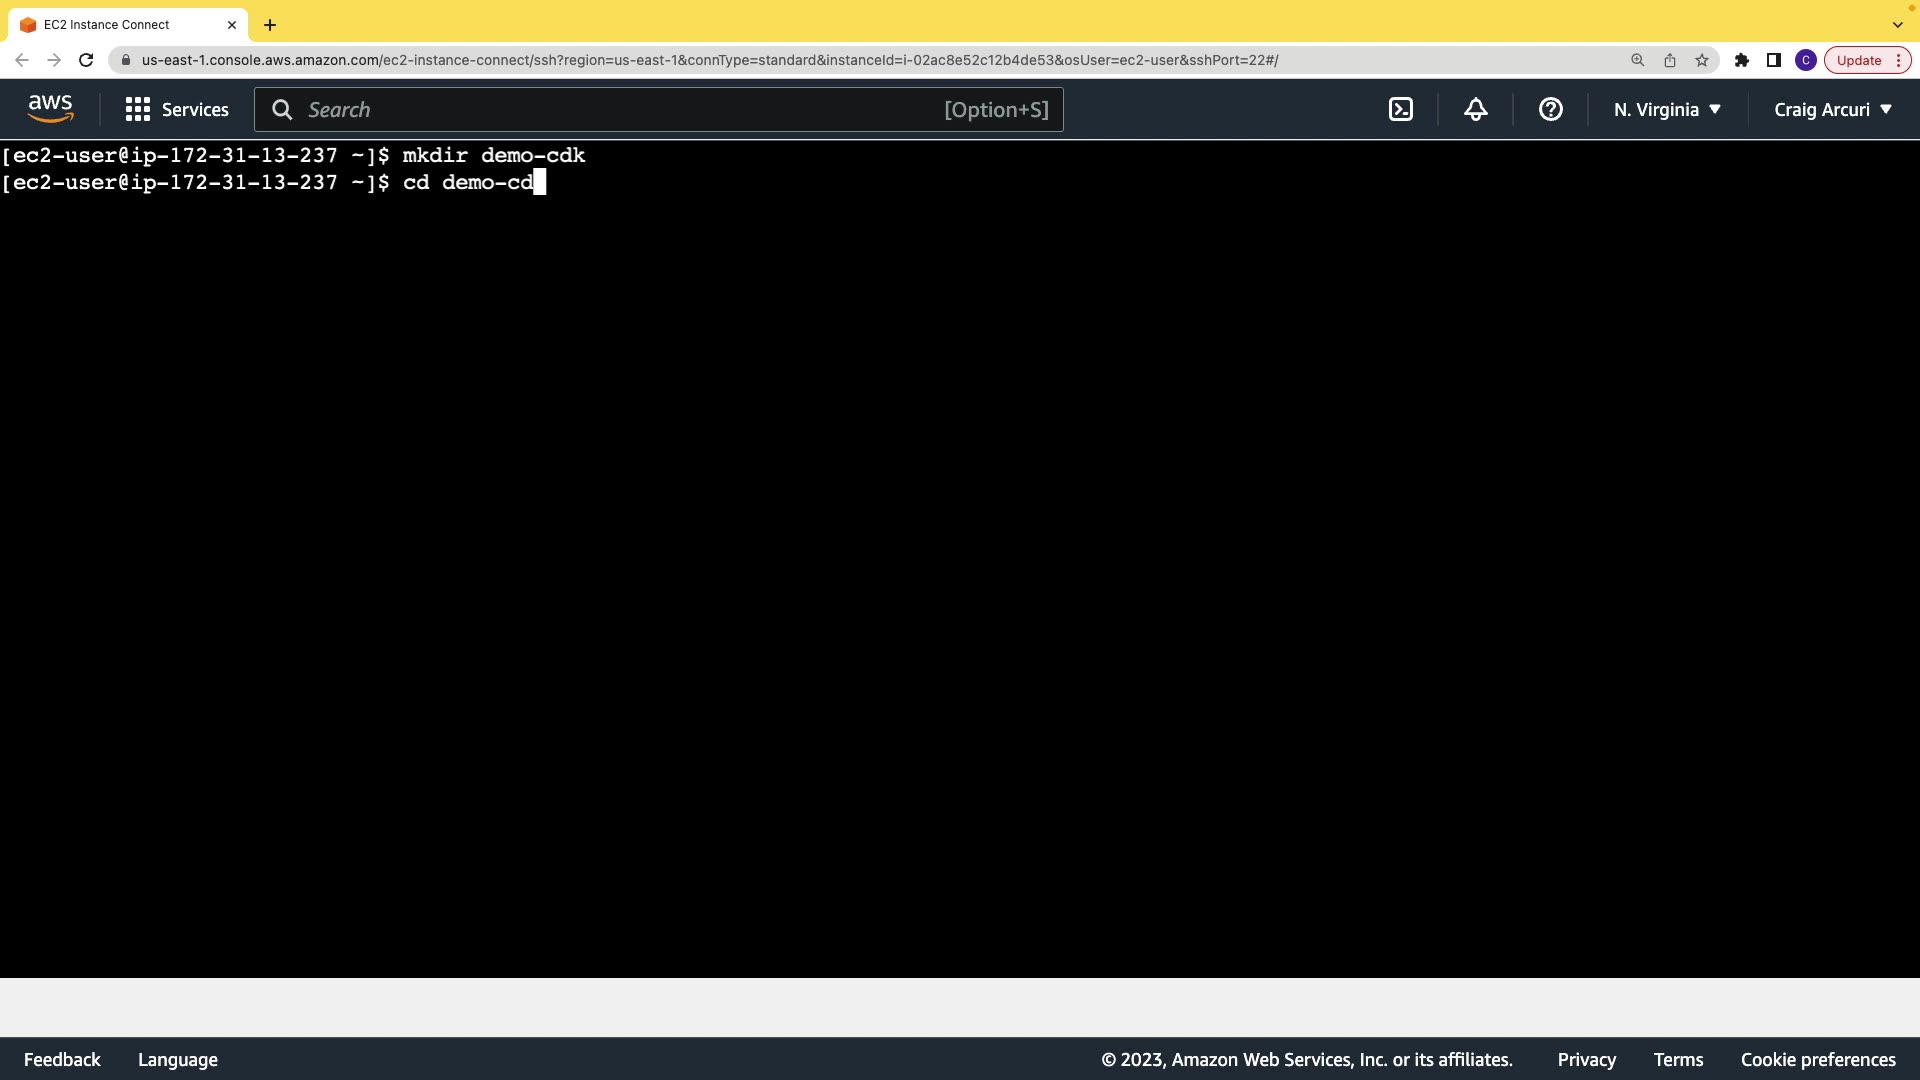 EC2 Instance Connect
us-east-1.console.aws.amazon.com/ec2-instance-connect/ssh?region=us-east-1&connType=standard&instanceId=i-02ac8e52c12b4de53&osUser=ec2-user&sshPort=22#/
C
Update
aws
Services
Search
[Option+S]
N. Virginia
Craig Arcuri
[ec2-user@ip-172-31-13-237 ~]$ mkdir demo-cdk
[ec2-user@ip-172-31-13-237 ~]$ cd demo-cd
Feedback
Language
© 2023, Amazon Web Services, Inc. or its affiliates.
Privacy
Terms
Cookie preferences